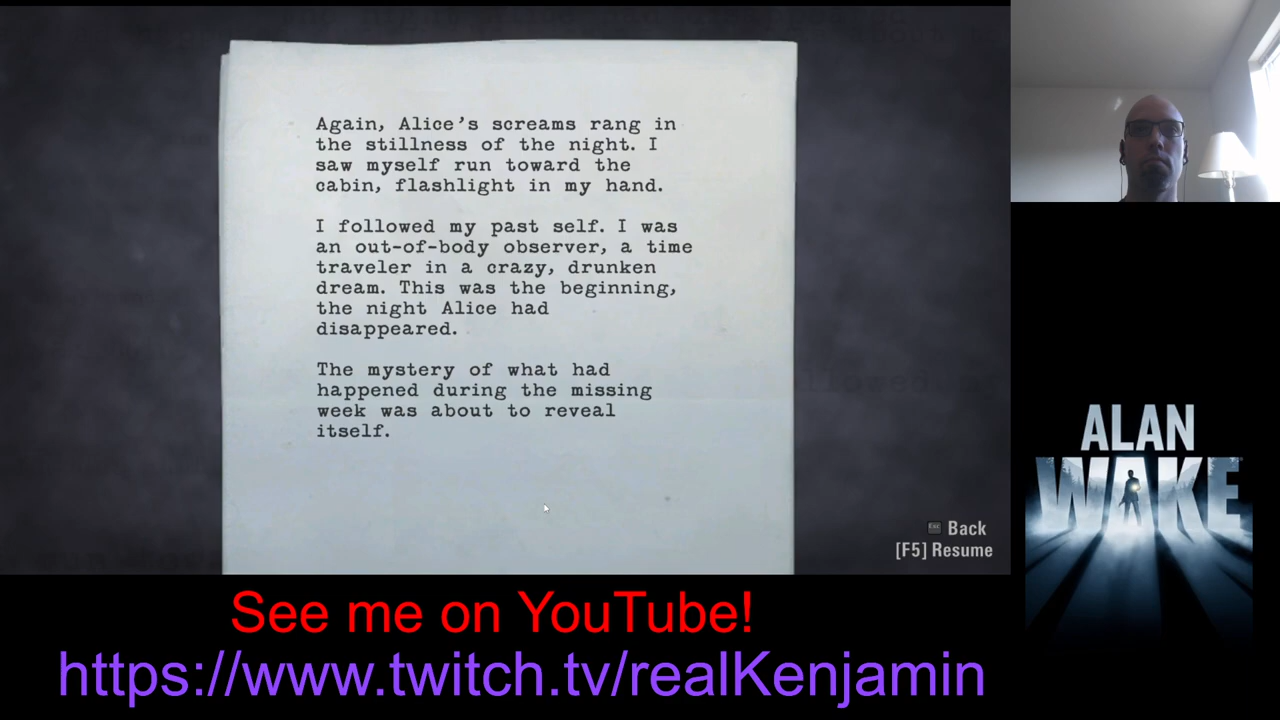 Again, Alice's screams rang in
the stillness of the night. I
saw myself run toward the
cabin, flashlight in my hand.
I followed my past self. I was
an out-of-body observer, a time
traveler in a crazy, drunken
dream. This was the beginning,
the night Alice had
disappeared.
The mystery of what had
happened during the missing
week was about to reveal
itself.
Esc Back
[F5] Resume
ALAN
WAKE
See me on YouTube!
https://www.twitch.tv/realKenjamin